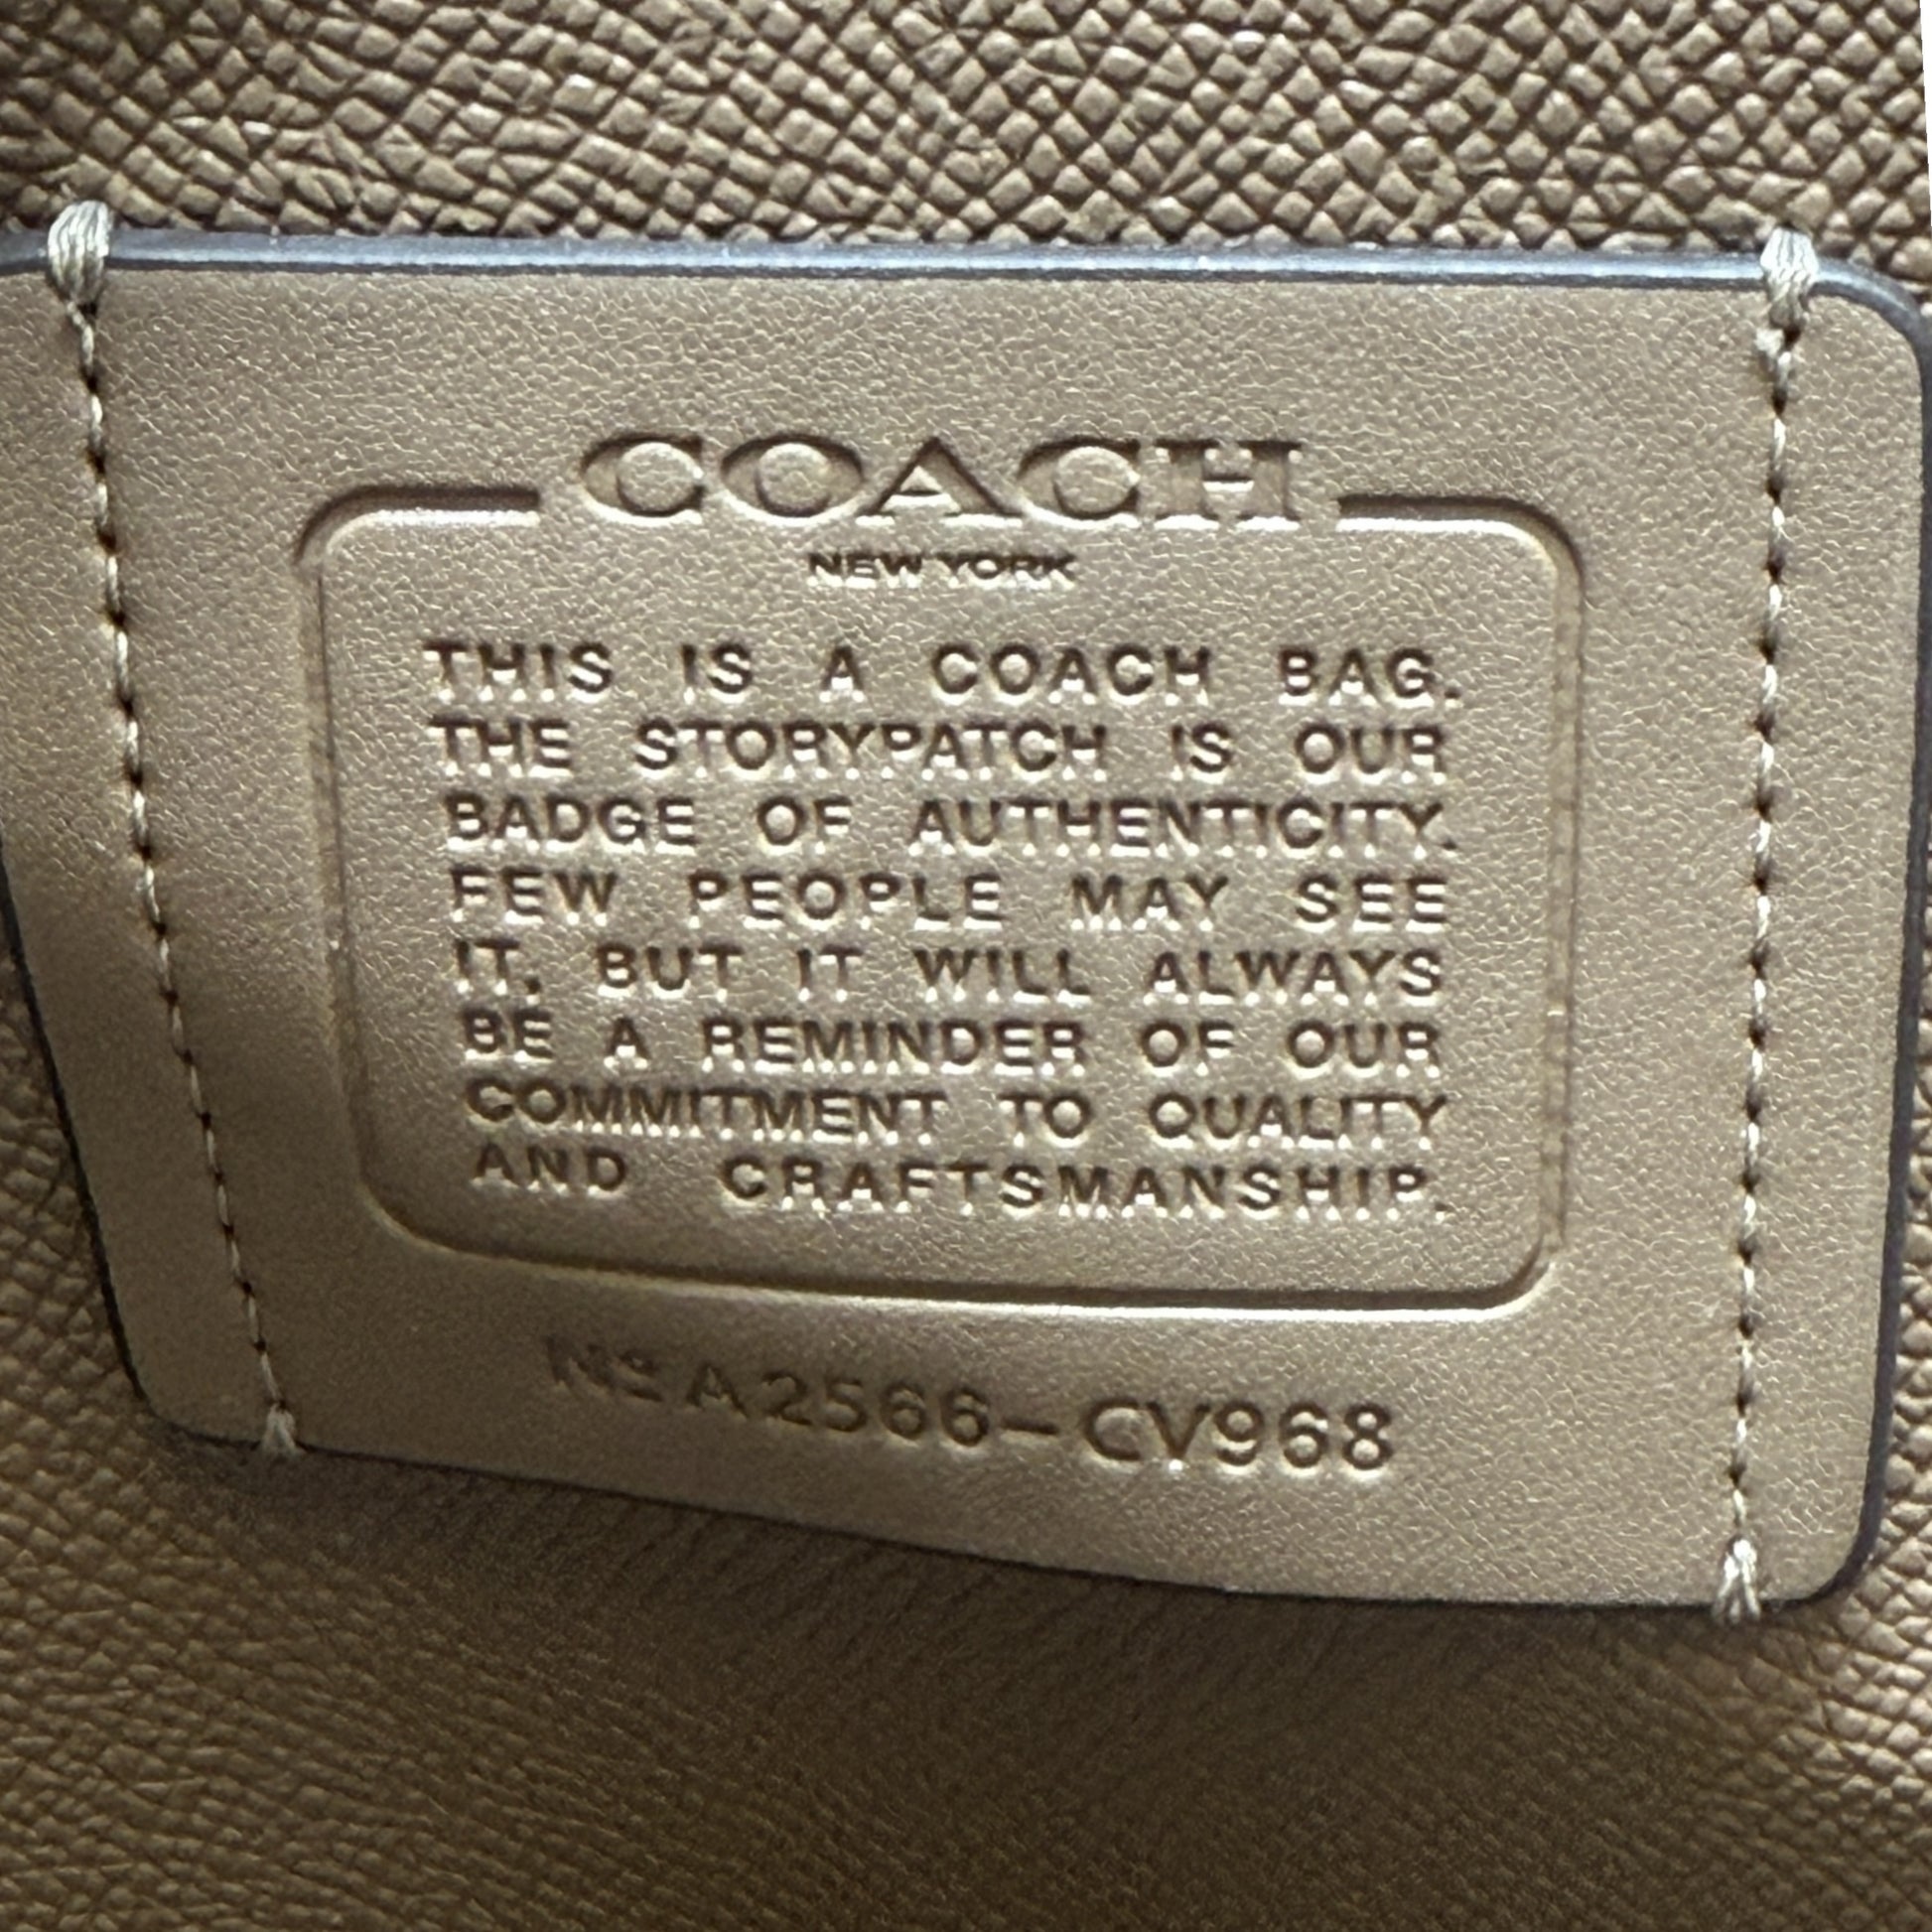 COACH
NEW YORK
THIS IS A COACH BAG.
THE STORYPATCH IS OUR
BADGE OF AUTHENTICITY.
FEW PEOPLE MAY SEE
IT. BUT IT WILL ALWAYS
BE A REMINDER OF OUR
COMMITMENT TO QUALITY
AND CRAFTSMANSHIP.
Nº A2566-CV968